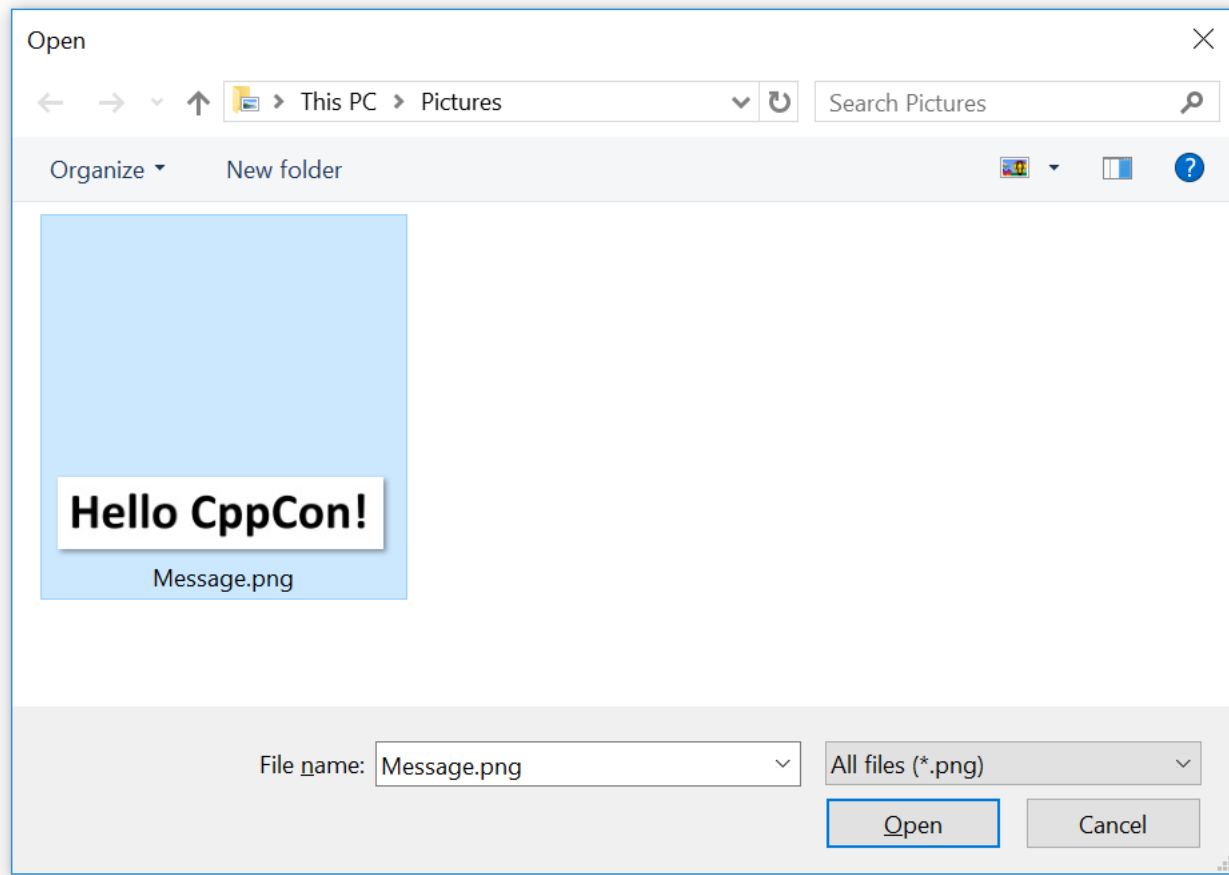 Open
This PC > Pictures
Search Pictures
Organize
New folder
?
Hello CppCon!
Message.png
File name: Message.png
All files (*.png)
Open
Cancel